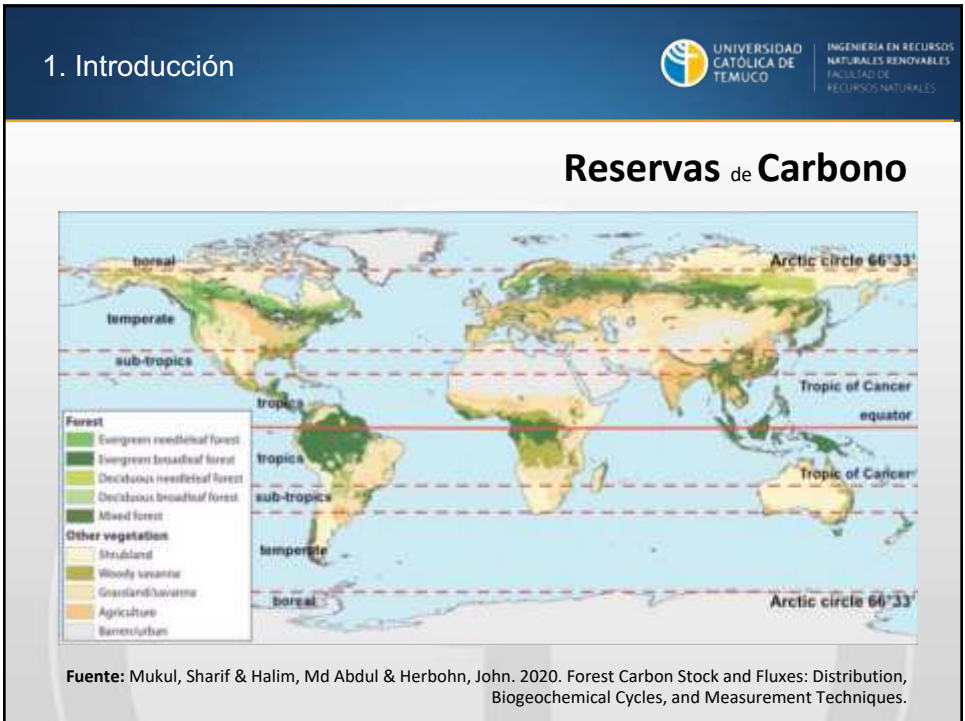 1. Introducción
UNIVERSIDAD
CATÓLICA DE
TEMUCO
INGENIERÍA EN RECURSOS
NATURALES RENOVABLES
FACULTAD DE
RECURSOS NATURALES
Reservas de Carbono
boreal
Arctic circle 66°33'
temperate
sub-tropics
Tropic of Cancer
tropics
equator
Forest
Evergreen needleleaf forest
Evergreen broadleaf forest
Deciduous needleleaf forest
Deciduous broadleaf forest
Mixed forest
Other vegetation
Shrubland
Woody savanna
Grassland/savanna
Agriculture
Barren/urban
tropics
Tropic of Cancer
sub-tropics
temperate
boreal
Arctic circle 66°33'
Fuente: Mukul, Sharif & Halim, Md Abdul & Herbohn, John. 2020. Forest Carbon Stock and Fluxes: Distribution,
Biogeochemical Cycles, and Measurement Techniques.